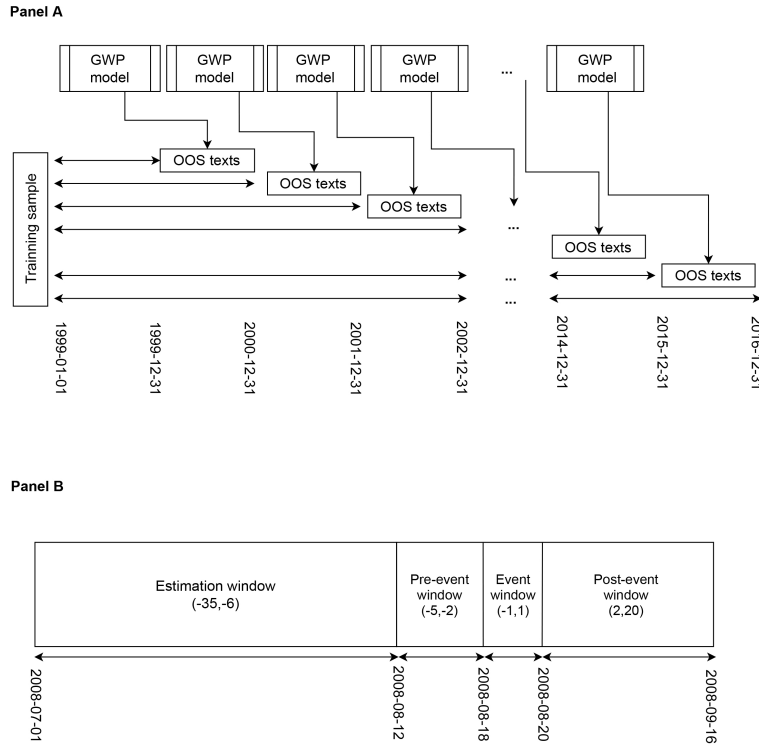 Panel A
GWP
model
GWP
model
GWP
model
GWP
model
...
GWP
model
OOS texts
OOS texts
OOS texts
...
OOS texts
...
OOS texts
...
Trainning sample
1999-01-01
1999-12-31
2000-12-31
2001-12-31
2002-12-31
2014-12-31
2015-12-31
2016-12-31
Panel B
Estimation window
(-35,-6)
Pre-event
window
(-5,-2)
Event
window
(-1,1)
Post-event
window
(2,20)
2008-07-01
2008-08-12
2008-08-18
2008-08-20
2008-09-16